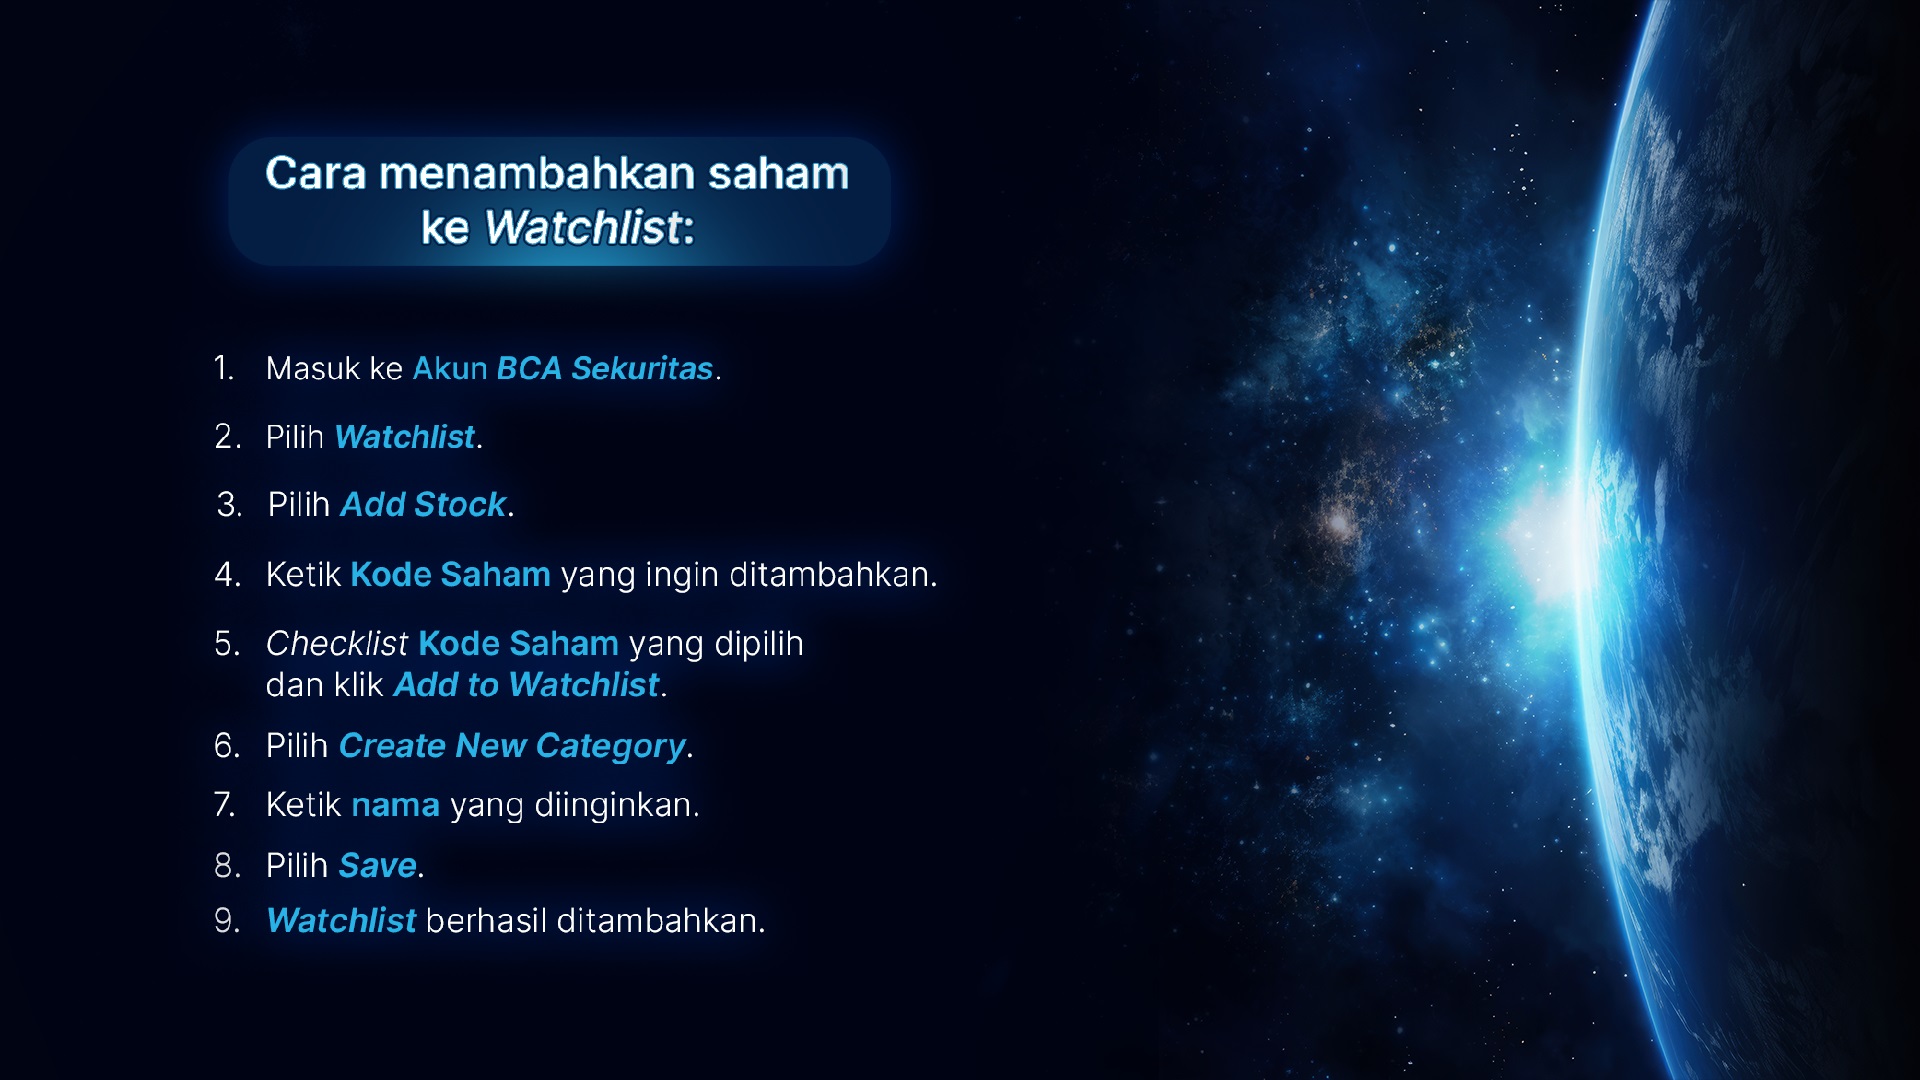 Cara menambahkan saham
ke Watchlist:
1. Masuk ke Akun BCA Sekuritas.
2. Pilih Watchlist.
3. Pilih Add Stock.
4. Ketik Kode Saham yang ingin ditambahkan.
5. Checklist Kode Saham yang dipilih
dan klik Add to Watchlist.
6. Pilih Create New Category.
7. Ketik nama yang diinginkan.
8. Pilih Save.
9. Watchlist berhasil ditambahkan.